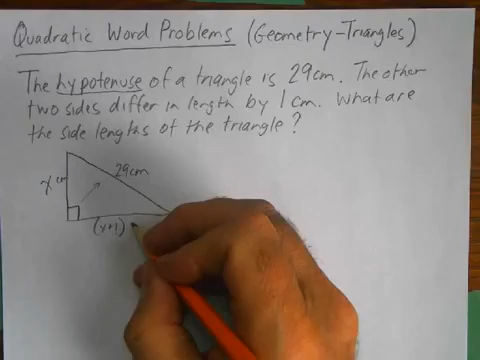 Quadratic Word Problems (Geometry-Triangles)
The hypotenuse of a triangle is 29cm. The other
two sides differ in length by 1cm. What are
the side lengths of the triangle?
29cm
x cm
(x+1)